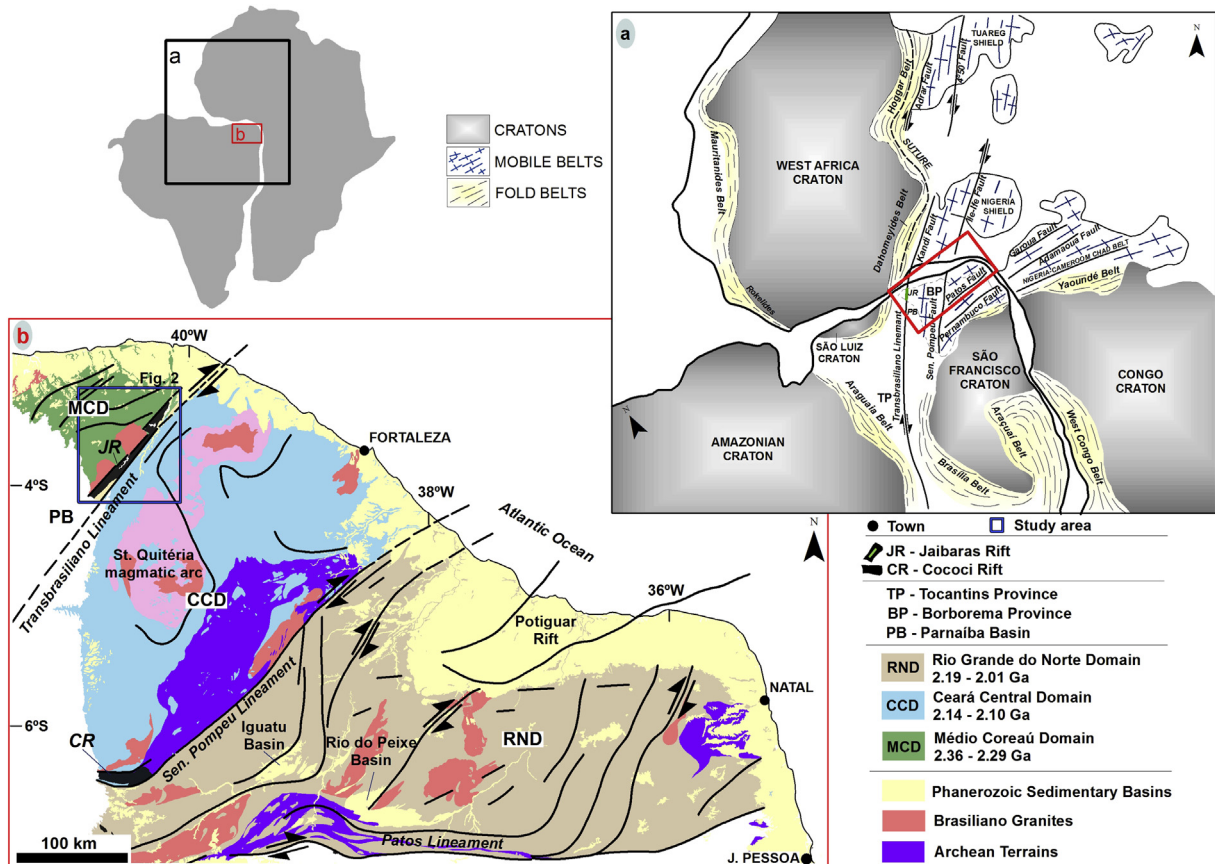 a
b
CRATONS
MOBILE BELTS
FOLD BELTS
a
N
TUAREG
SHIELD
Hoggar Belt
Adrar Fault
4°50' Fault
Mauritanides Belt
WEST AFRICA
CRATON
SUTURE
Dahomeyides Belt
Kandi Fault
Ile-Ife Fault
NIGERIA
SHIELD
Garoua Fault
Adamaoua Fault
NIGERIA-CAMEROOM CHAD BELT
Yaoundé Belt
Rokelides
JR
BP
PB
Patos Fault
Pernambuco Fault
SÃO LUIZ
CRATON
Transbrasiliano Linemant
Sen. Pompeu Fault
SÃO
FRANCISCO
CRATON
CONGO
CRATON
N
TP
Araguaia Belt
AMAZONIAN
CRATON
Brasília Belt
Araçuaí Belt
West Congo Belt
b
40ºW
Fig. 2
MCD
JR
FORTALEZA
4ºS
38ºW
PB
Transbrasiliano Lineament
St. Quitéria
magmatic arc
CCD
Atlantic Ocean
N
36ºW
Potiguar
Rift
NATAL
6ºS
CR
Sen. Pompeu Lineament
Iguatu
Basin
Rio do Peixe
Basin
RND
Patos Lineament
100 km
J. PESSOA
Town
Study area
JR - Jaibaras Rift
CR - Cococi Rift
TP - Tocantins Province
BP - Borborema Province
PB - Parnaíba Basin
RND Rio Grande do Norte Domain
2.19 - 2.01 Ga
CCD Ceará Central Domain
2.14 - 2.10 Ga
MCD Médio Coreaú Domain
2.36 - 2.29 Ga
Phanerozoic Sedimentary Basins
Brasiliano Granites
Archean Terrains